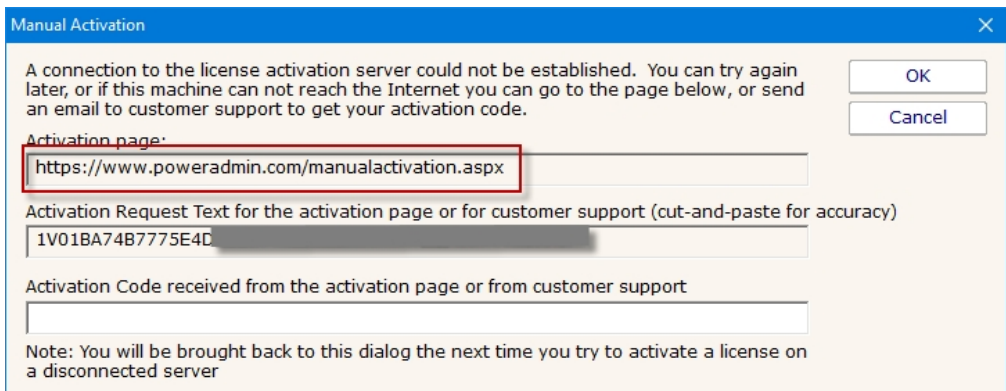 Manual Activation
A connection to the license activation server could not be established. You can try again
later, or if this machine can not reach the Internet you can go to the page below, or send
an email to customer support to get your activation code.
OK
Cancel
Activation page:
https://www.poweradmin.com/manualactivation.aspx
Activation Request Text for the activation page or for customer support (cut-and-paste for accuracy)
1V01BA74B7775E4D
Activation Code received from the activation page or from customer support
Note: You will be brought back to this dialog the next time you try to activate a license on
a disconnected server